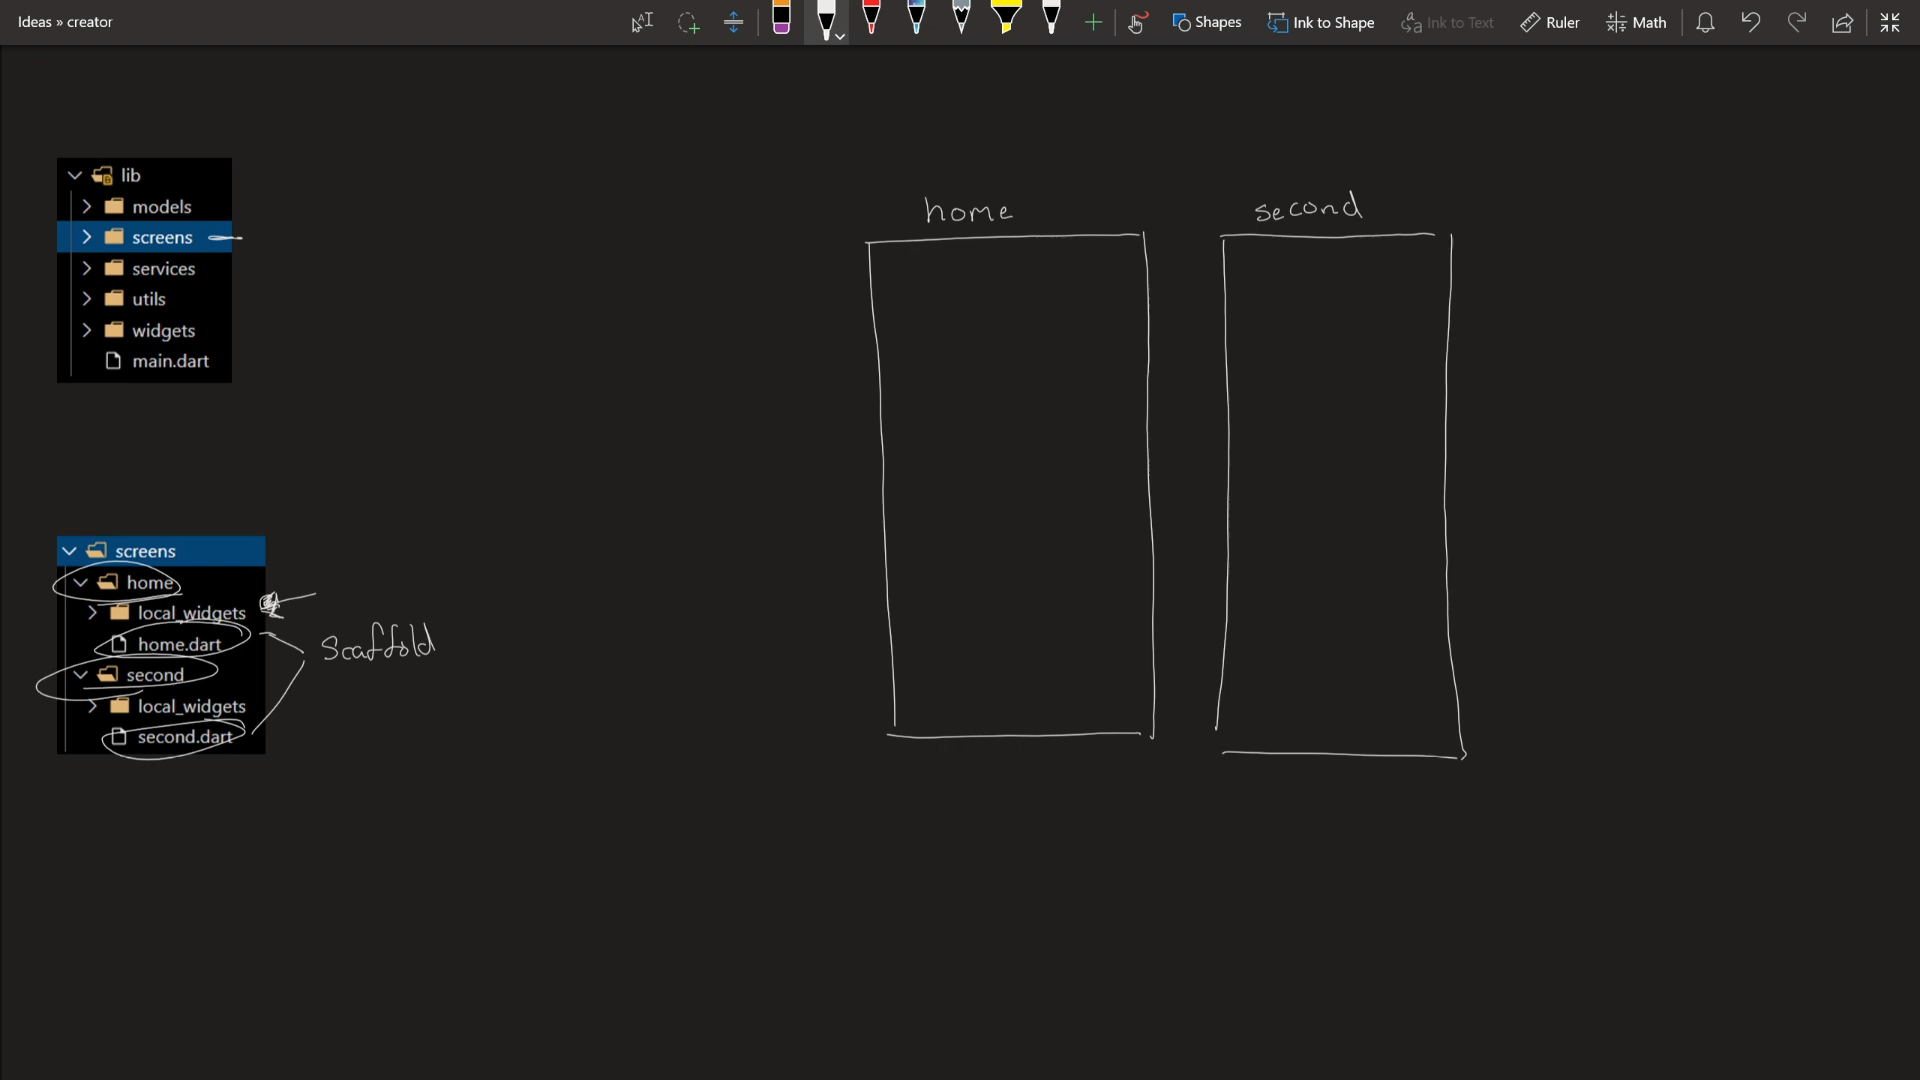 Ideas » creator
Shapes
Ink to Shape
Ink to Text
Ruler
Math
lib
models
screens
services
utils
widgets
main.dart
home
second
screens
home
local_widgets
home.dart
Scaffold
second
local_widgets
second.dart